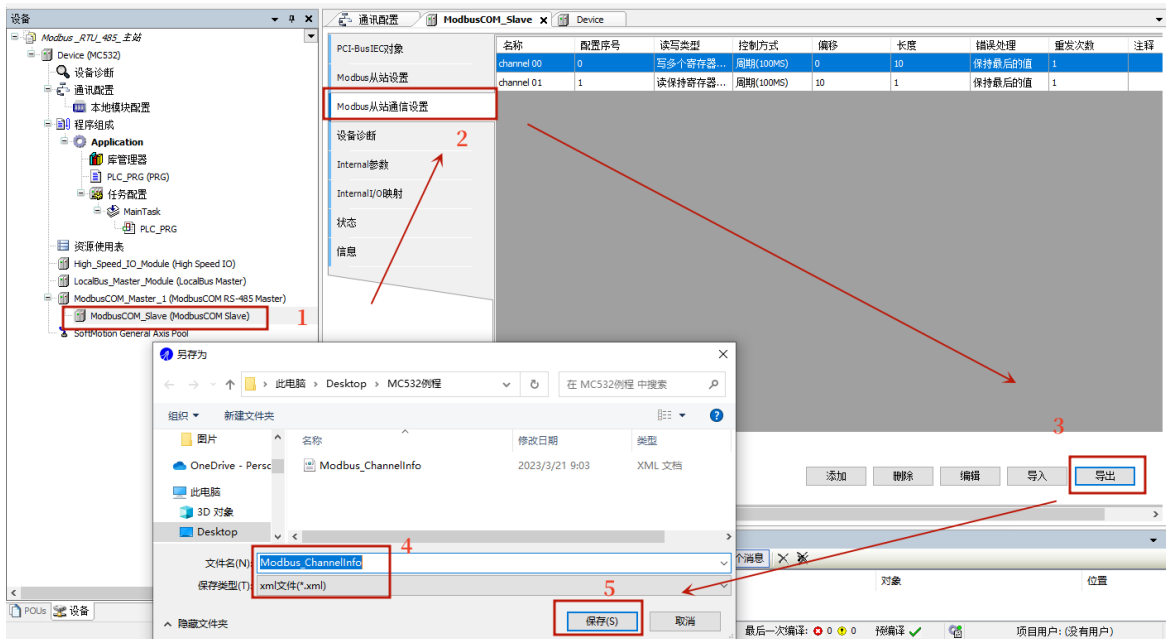 设备
通讯配置
ModbusCOM_Slave
Device
Modbus_RTU_485_主站
Device (MC532)
设备诊断
通讯配置
本地模块配置
程序组成
Application
库管理器
PLC_PRG (PRG)
任务配置
MainTask
PLC_PRG
资源使用表
High_Speed_IO_Module (High Speed IO)
LocalBus_Master_Module (LocalBus Master)
ModbusCOM_Master_1 (ModbusCOM RS-485 Master)
ModbusCOM_Slave (ModbusCOM Slave)
1
SoftMotion General Axis Pool
PCI-BusIEC对象
Modbus从站设置
Modbus从站通信设置
设备诊断
2
Internal参数
InternalI/O映射
状态
信息
名称 配置序号 读写类型 控制方式 偏移 长度 错误处理 重发次数 注释
channel 00 0 写多个寄存器... 周期(100MS) 0 10 保持最后的值 1
channel 01 1 读保持寄存器... 周期(100MS) 10 1 保持最后的值 1
3
添加 删除 编辑 导入 导出
另存为
此电脑 › Desktop › MC532例程
在 MC532例程 中搜索
组织 新建文件夹
图片
OneDrive - Persc
此电脑
3D 对象
Desktop
名称 修改日期 类型
Modbus_ChannelInfo 2023/3/21 9:03 XML 文档
4
文件名(N): Modbus_ChannelInfo
保存类型(T): xml文件(*.xml)
5
隐藏文件夹
保存(S) 取消
个消息
对象 位置
POUs 设备
最后一次编译: 0 0 预编译 项目用户: (没有用户)